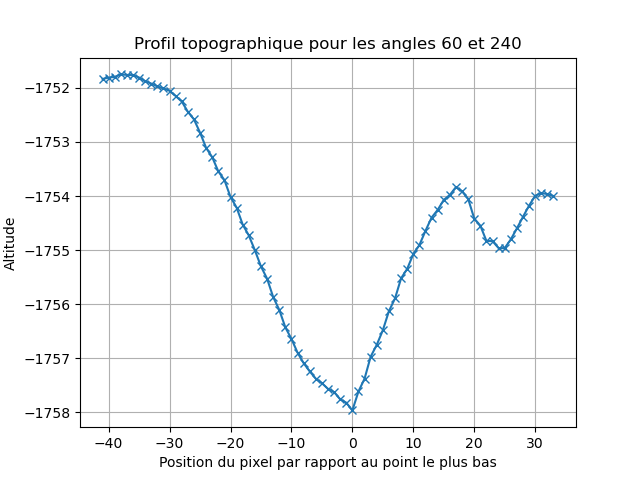 Profil topographique pour les angles 60 et 240
−1752
−1753
−1754
−1755
−1756
−1757
−1758
Altitude
−40 −30 −20 −10 0 10 20 30
Position du pixel par rapport au point le plus bas